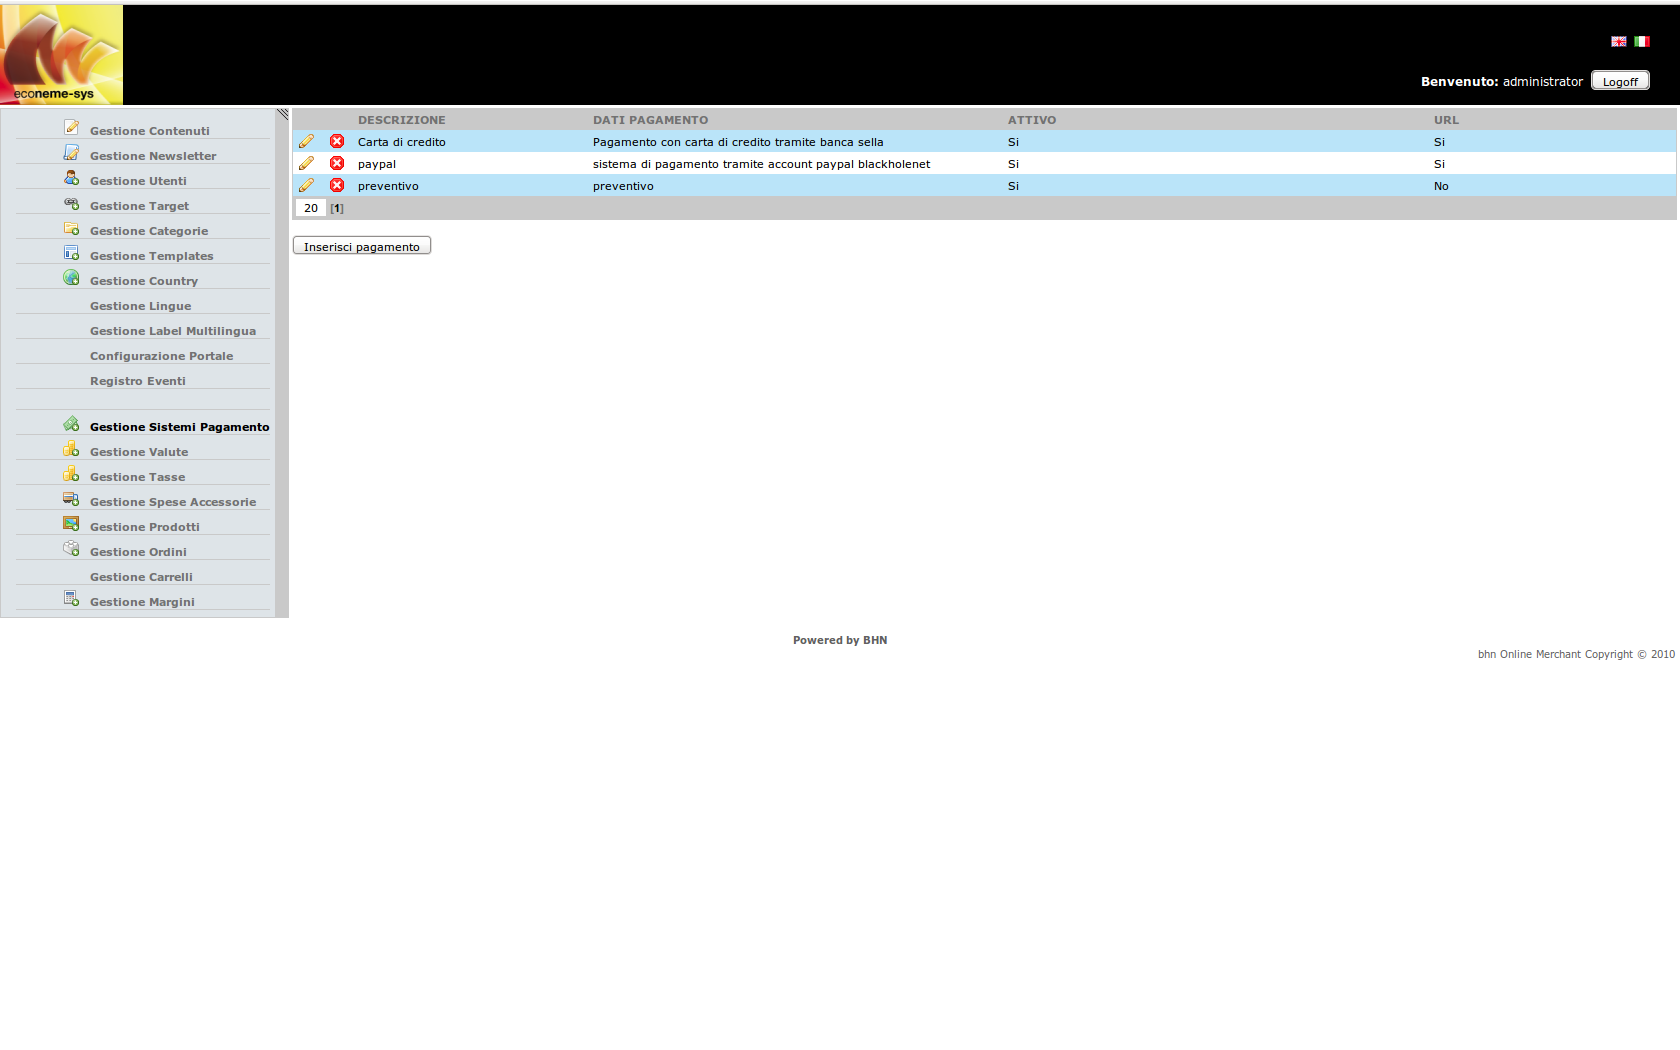 econeme-sys
Benvenuto: administrator Logoff
Gestione Contenuti
Gestione Newsletter
Gestione Utenti
Gestione Target
Gestione Categorie
Gestione Templates
Gestione Country
Gestione Lingue
Gestione Label Multilingua
Configurazione Portale
Registro Eventi
Gestione Sistemi Pagamento
Gestione Valute
Gestione Tasse
Gestione Spese Accessorie
Gestione Prodotti
Gestione Ordini
Gestione Carrelli
Gestione Margini
DESCRIZIONE DATI PAGAMENTO ATTIVO URL
Carta di credito Pagamento con carta di credito tramite banca sella Si Si
paypal sistema di pagamento tramite account paypal blackholenet Si Si
preventivo preventivo Si No
20 [1]
Inserisci pagamento
Powered by BHN
bhn Online Merchant Copyright © 2010